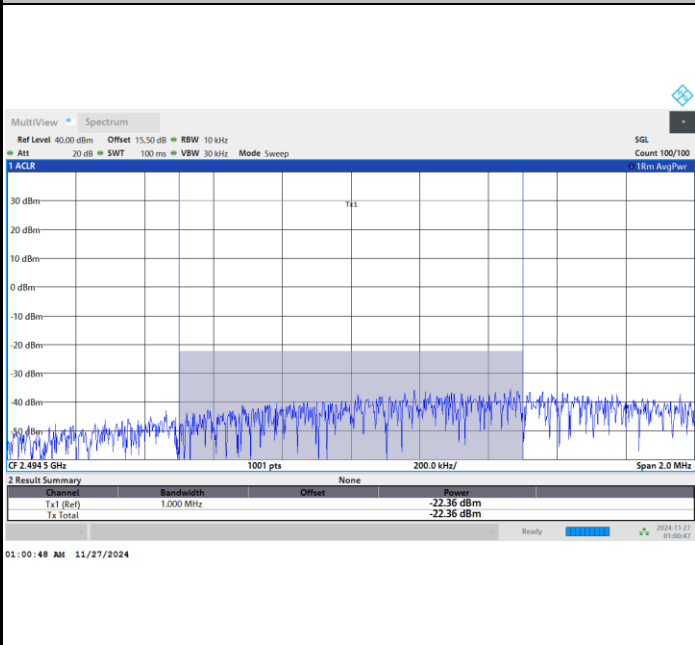 MultiView Spectrum
Ref Level 40.00 dBm Offset 15.50 dB RBW 10 kHz SGL
Att 20 dB SWT 100 ms VBW 30 kHz Mode Sweep Count 100/100
1 ACLR 1Rm AvgPwr
Tx1
30 dBm
20 dBm
10 dBm
0 dBm
-10 dBm
-20 dBm
-30 dBm
-40 dBm
-50 dBm
CF 2.494 5 GHz 1001 pts 200.0 kHz/ Span 2.0 MHz
2 Result Summary None
Channel Bandwidth Offset Power
Tx1 (Ref) 1.000 MHz -22.36 dBm
Tx Total -22.36 dBm
Ready 2024-11-27
01:00:47
01:00:48 AM 11/27/2024